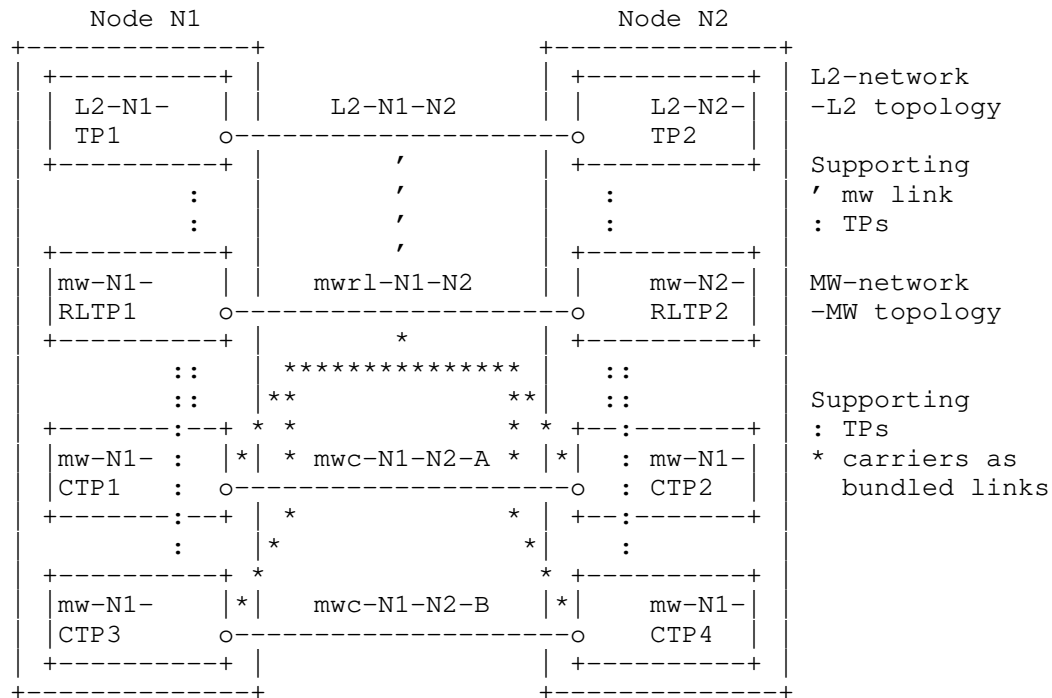 Node N1 Node N2
L2-network
L2-N1- L2-N1-N2 L2-N2- -L2 topology
TP1 TP2
Supporting
' mw link
: TPs
mw-N1- mwrl-N1-N2 mw-N2- MW-network
RLTP1 RLTP2 -MW topology
Supporting
: TPs
mw-N1- mwc-N1-N2-A mw-N1- * carriers as
CTP1 CTP2 bundled links
mw-N1- mwc-N1-N2-B mw-N1-
CTP3 CTP4